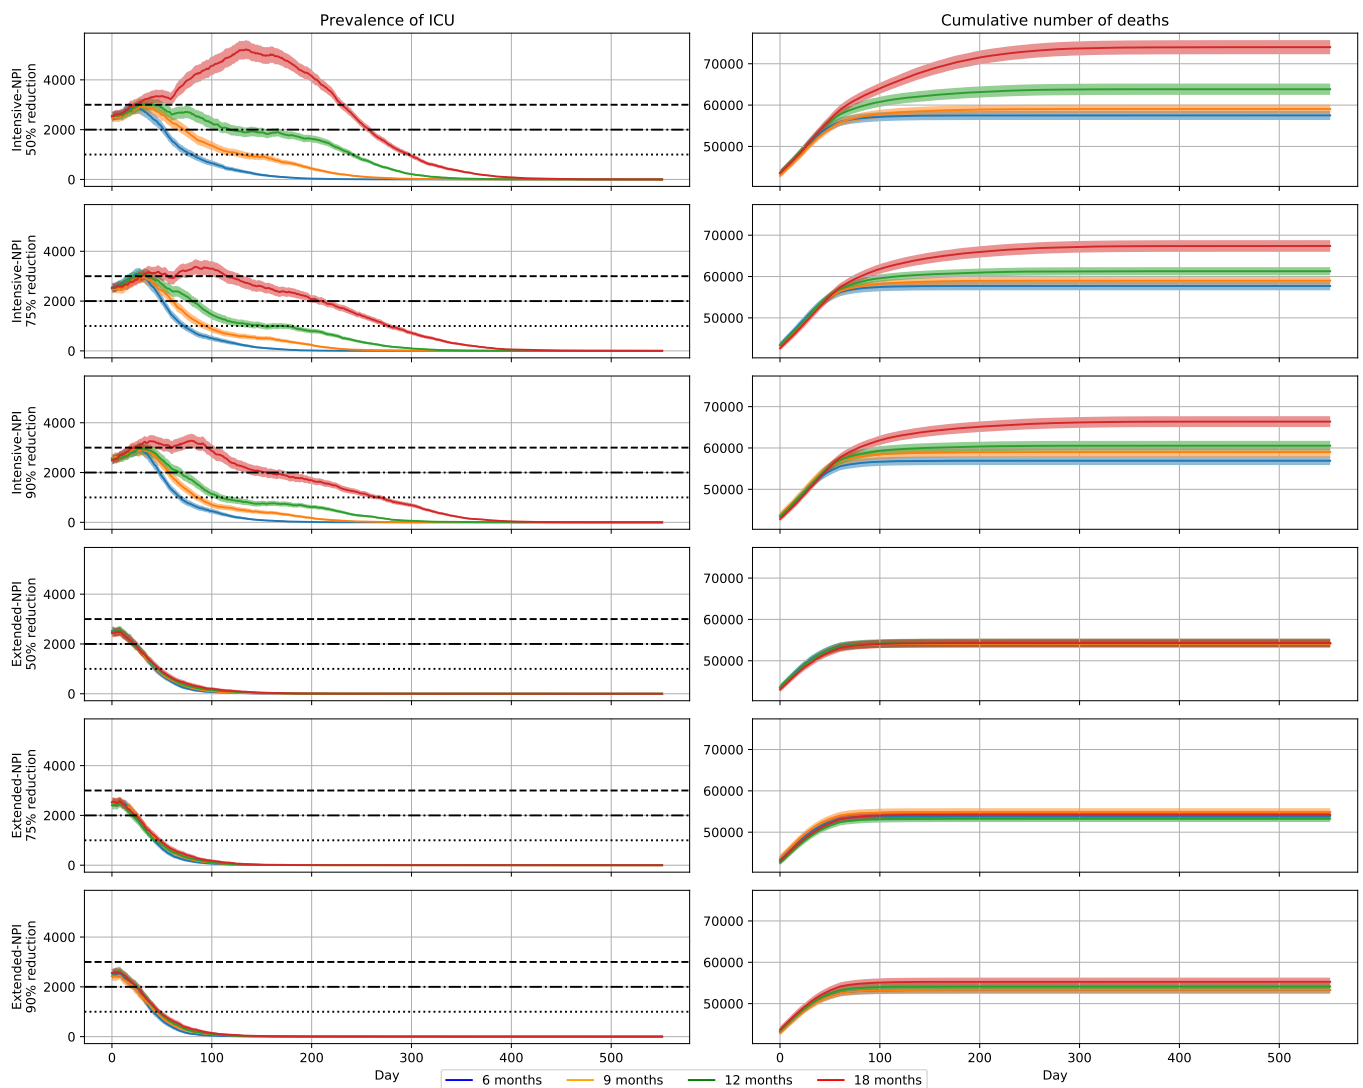 Prevalence of ICU
Cumulative number of deaths
Intensive-NPI
50% reduction
4000
2000
0
70000
60000
50000
Intensive-NPI
75% reduction
4000
2000
0
70000
60000
50000
Intensive-NPI
90% reduction
4000
2000
0
70000
60000
50000
Extended-NPI
50% reduction
4000
2000
0
70000
60000
50000
Extended-NPI
75% reduction
4000
2000
0
70000
60000
50000
Extended-NPI
90% reduction
4000
2000
0
70000
60000
50000
0 100 200 300 400 500
0 100 200 300 400 500
Day
Day
6 months 9 months 12 months 18 months